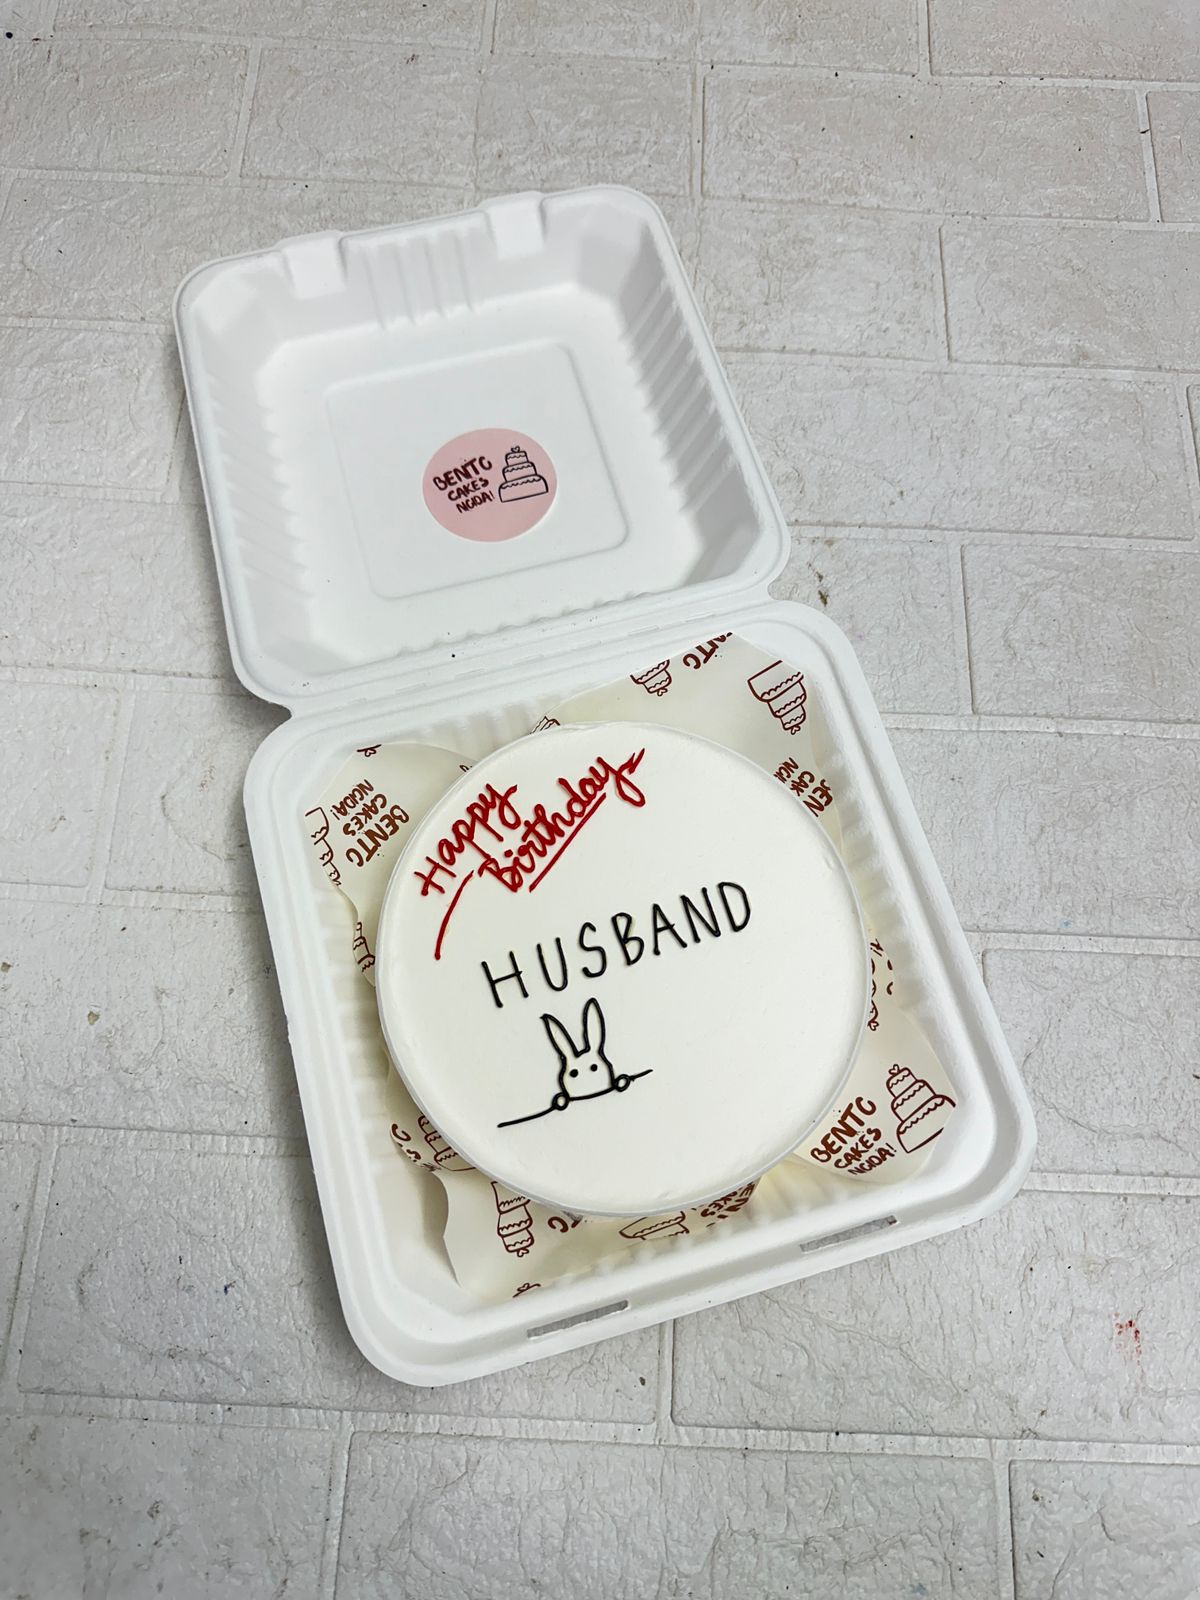 BENTO
CAKES
NOIDA!
Happy
Birthday
HUSBAND
BENTO
CAKES
NOIDA!
BENTO
CAKES
NOIDA!